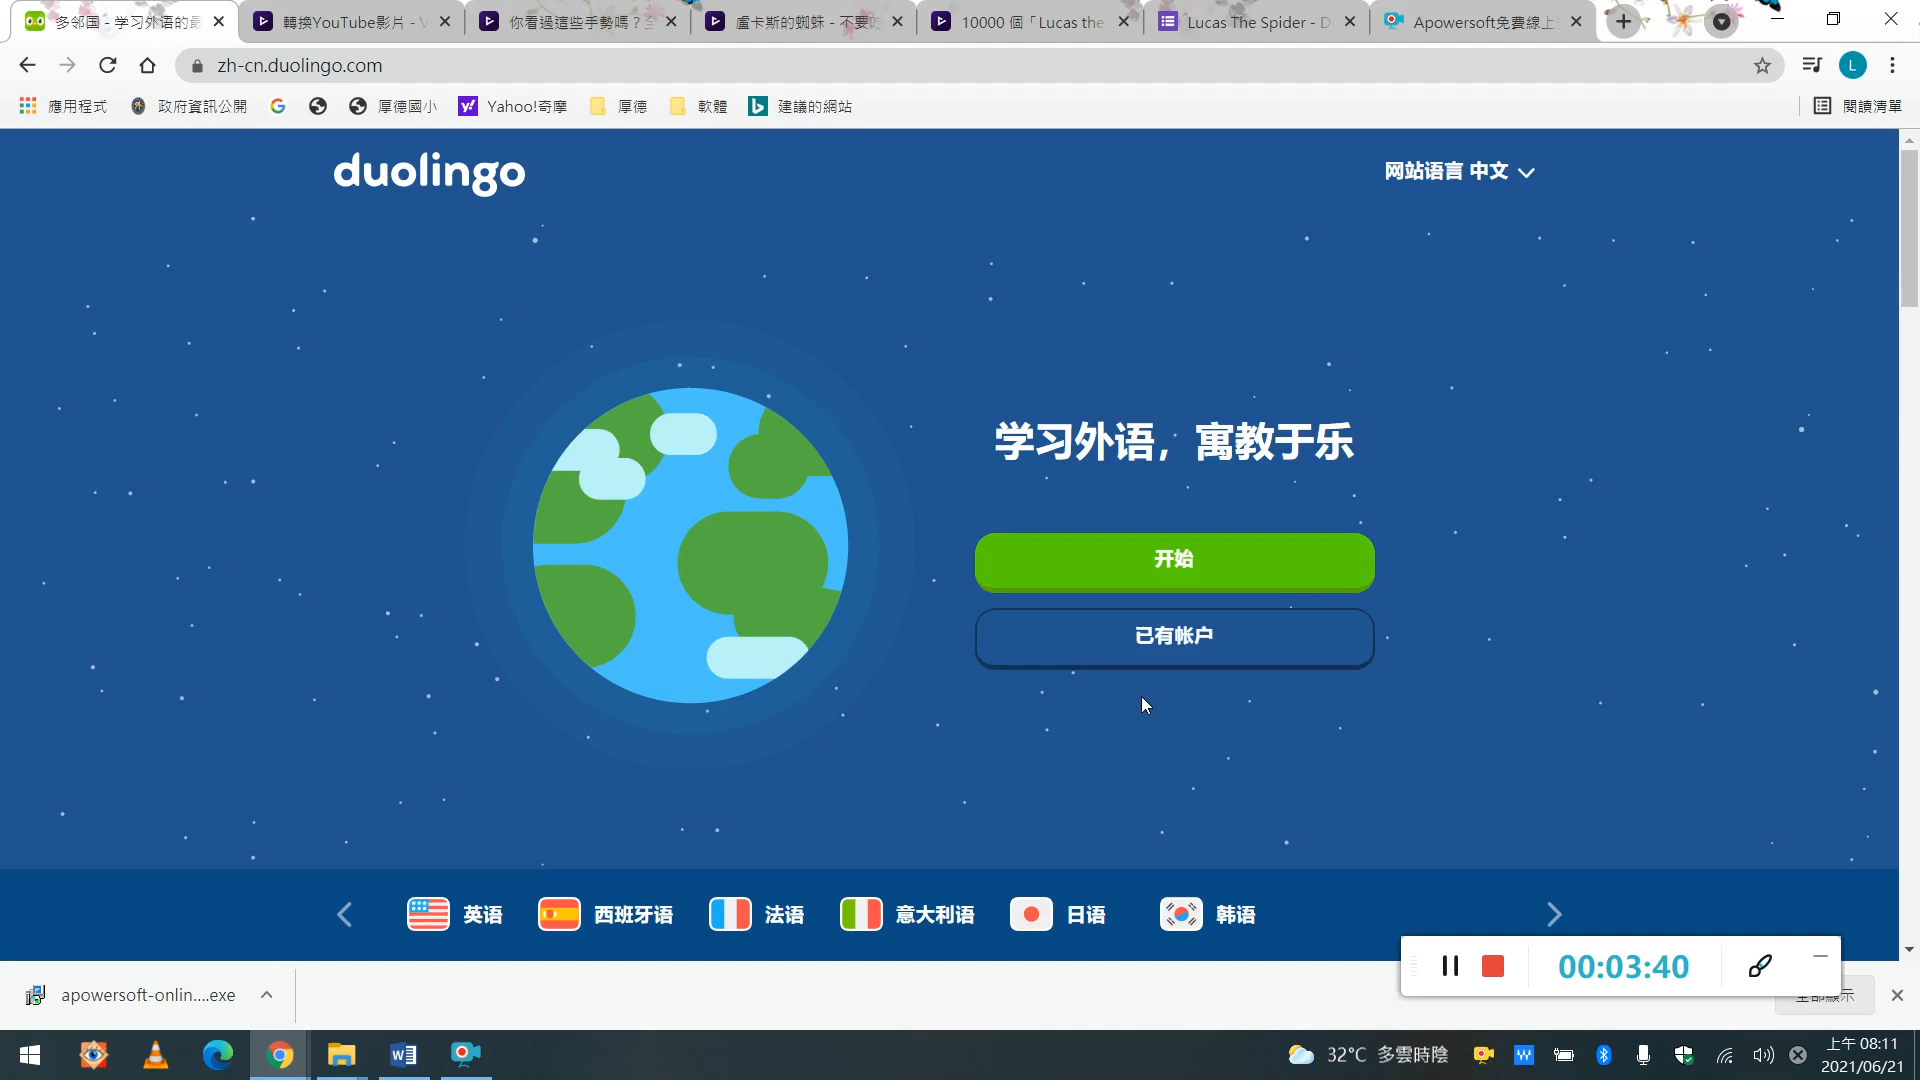 多邻国 - 学习外语的最
轉換YouTube影片 - V
你看過這些手勢嗎？全
盧卡斯的蜘蛛 - 不要吃
10000 個「Lucas the
Lucas The Spider - D
Apowersoft免費線上
zh-cn.duolingo.com
L
應用程式
政府資訊公開
厚德國小
Yahoo!奇摩
厚德
軟體
建議的網站
閱讀清單
duolingo
网站语言 中文
学习外语，寓教于乐
开始
已有帐户
英语
西班牙语
法语
意大利语
日语
韩语
00:03:40
apowersoft-onlin....exe
全部顯示
32°C 多雲時陰
上午 08:11
2021/06/21